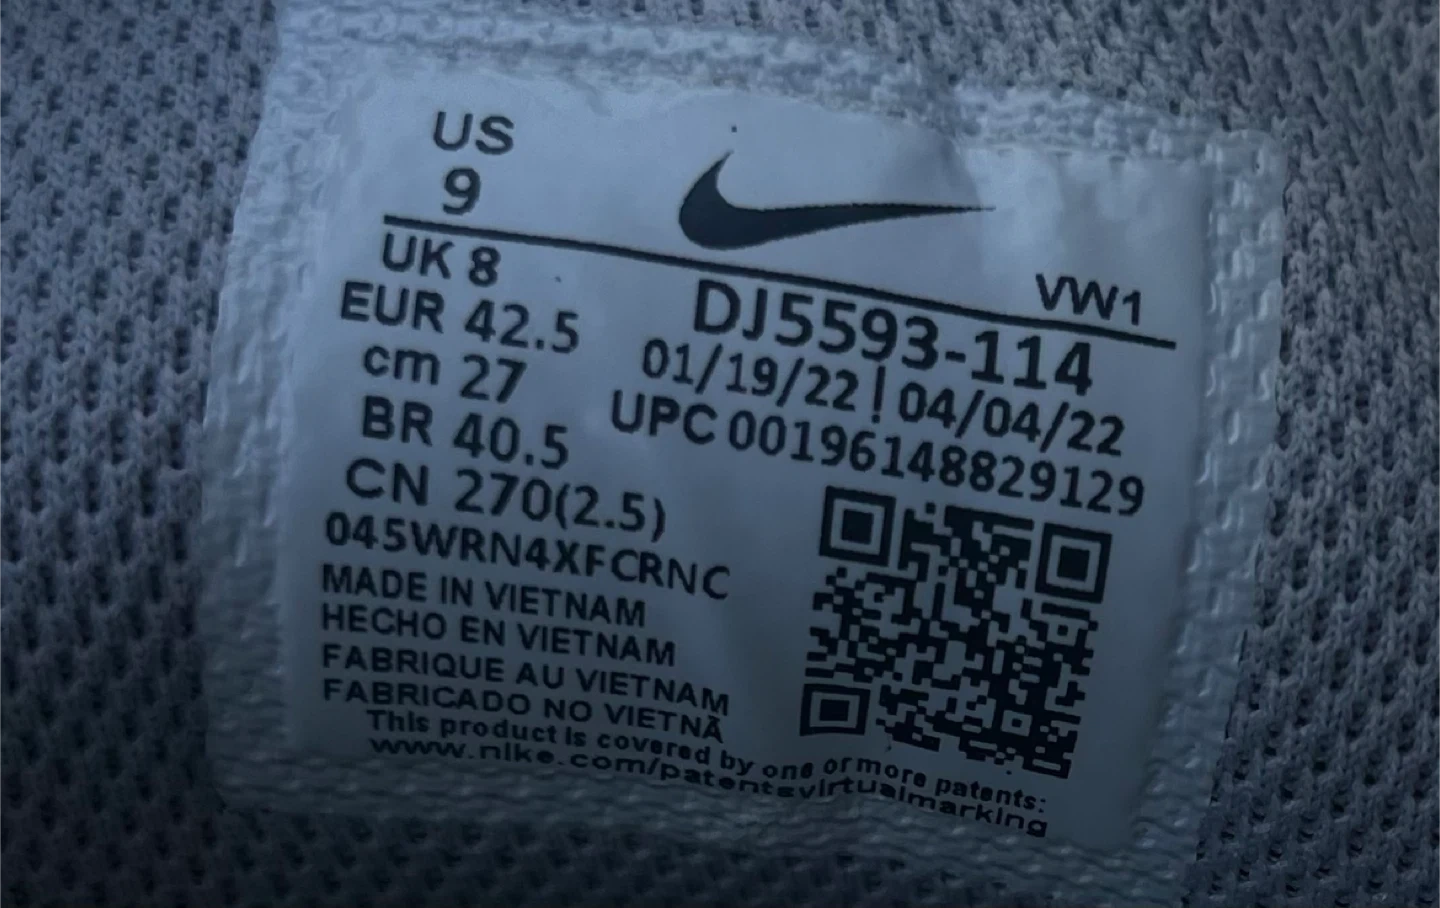 US
9
UK 8
EUR 42.5
cm 27
BR 40.5
CN 270(2.5)
045WRN4XFCRNC
MADE IN VIETNAM
HECHO EN VIETNAM
FABRIQUE AU VIETNAM
FABRICADO NO VIETNÃ
VW1
DJ5593-114
01/19/22 | 04/04/22
UPC 00196148829129
This product is covered by one or more patents:
www.nike.com/patentsvirtualmarking